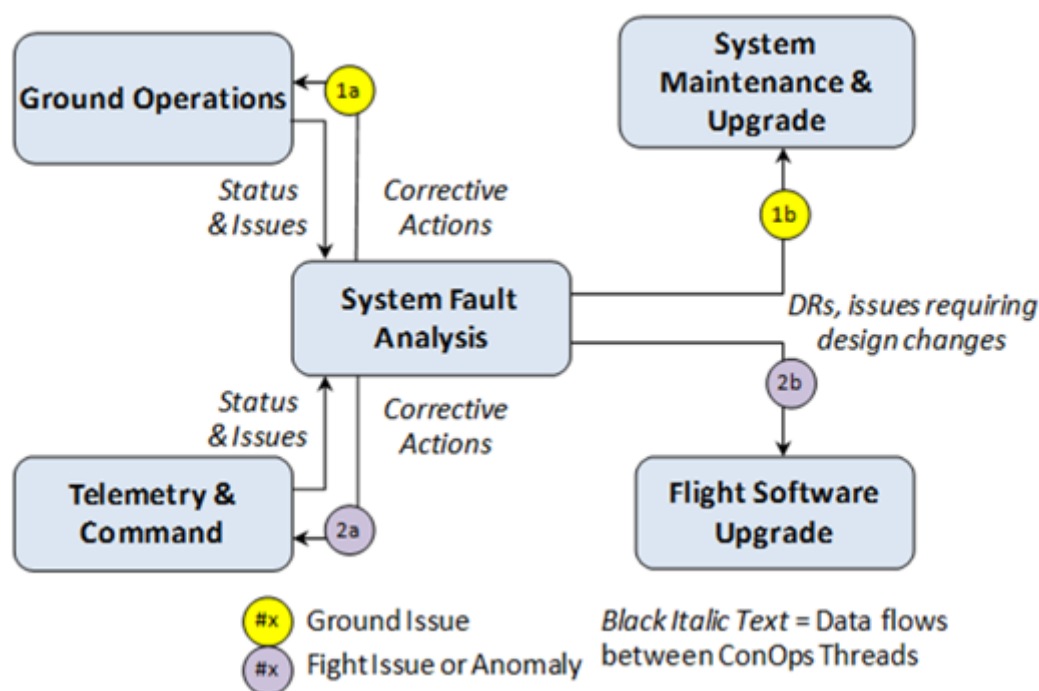 System
Maintenance &
Upgrade
Ground Operations
1a
Status
& Issues
Corrective
Actions
1b
System Fault
Analysis
DRs, issues requiring
design changes
2b
Status
& Issues
Corrective
Actions
Telemetry &
Command
2a
Flight Software
Upgrade
#x Ground Issue
#x Fight Issue or Anomaly
Black Italic Text = Data flows
between ConOps Threads